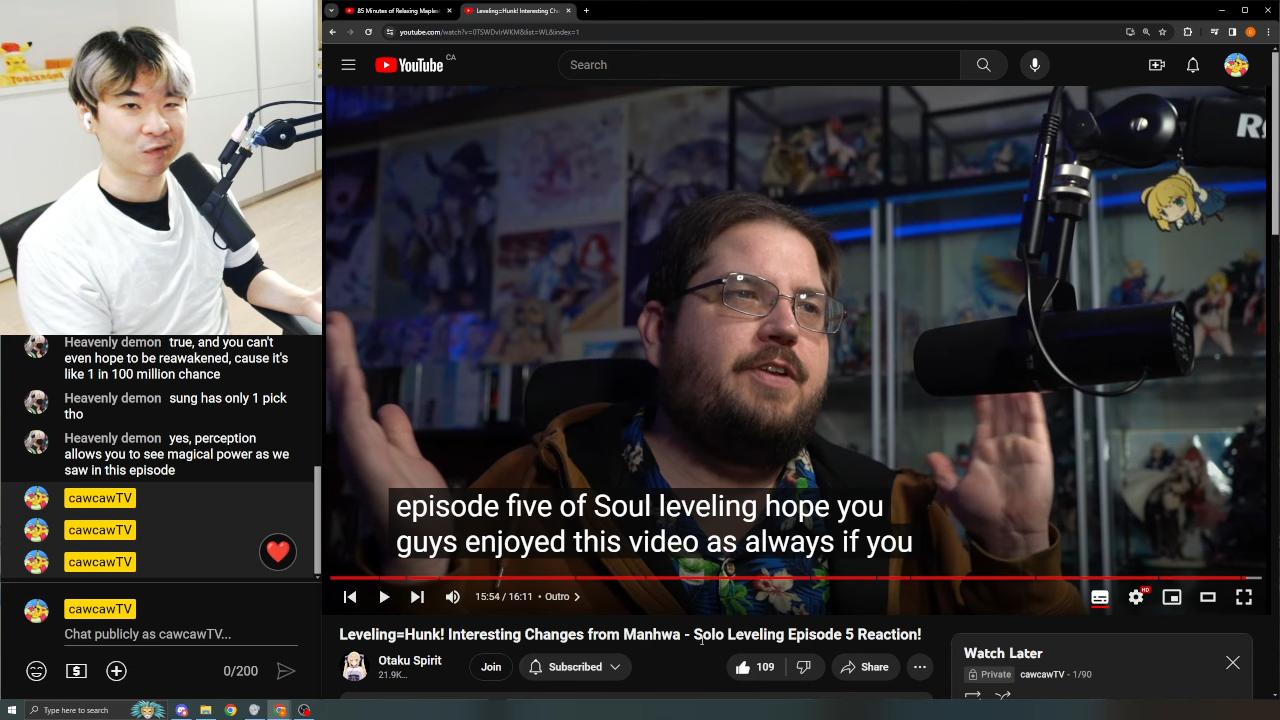 85 Minutes of Relaxing Maples
Leveling=Hunk! Interesting Ch
youtube.com/watch?v=0TSWDvIrWKM&list=WL&index=1
YouTube CA
Search
Heavenly demon true, and you can't
even hope to be reawakened, cause it's
like 1 in 100 million chance
Heavenly demon sung has only 1 pick
tho
Heavenly demon yes, perception
allows you to see magical power as we
saw in this episode
cawcawTV
cawcawTV
cawcawTV
cawcawTV
Chat publicly as cawcawTV...
0/200
episode five of Soul leveling hope you
guys enjoyed this video as always if you
15:54 / 16:11 • Outro
HD
Leveling=Hunk! Interesting Changes from Manhwa - Solo Leveling Episode 5 Reaction!
Otaku Spirit
21.9K...
Join
Subscribed
109
Share
Watch Later
Private cawcawTV - 1/90
Type here to search